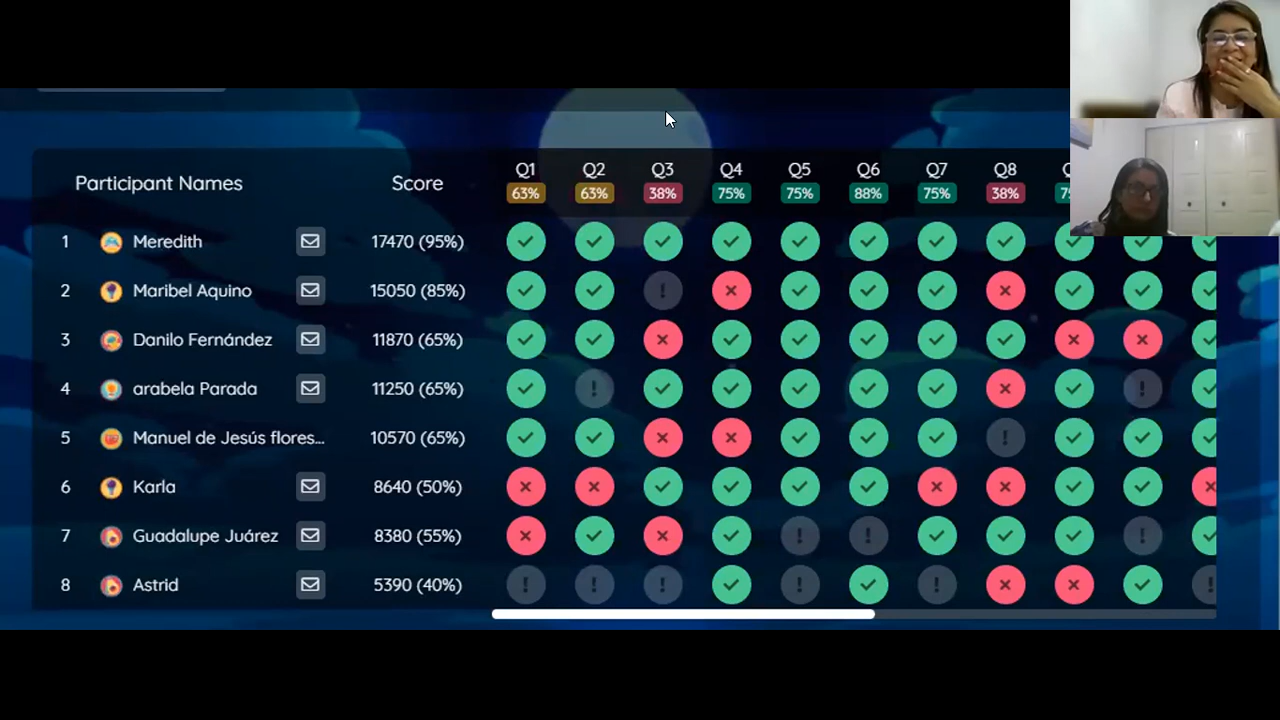 Participant Names Score Q1 Q2 Q3 Q4 Q5 Q6 Q7 Q8
63% 63% 38% 75% 75% 88% 75% 38%
1 Meredith 17470 (95%)
2 Maribel Aquino 15050 (85%)
3 Danilo Fernández 11870 (65%)
4 arabela Parada 11250 (65%)
5 Manuel de Jesús flores... 10570 (65%)
6 Karla 8640 (50%)
7 Guadalupe Juárez 8380 (55%)
8 Astrid 5390 (40%)